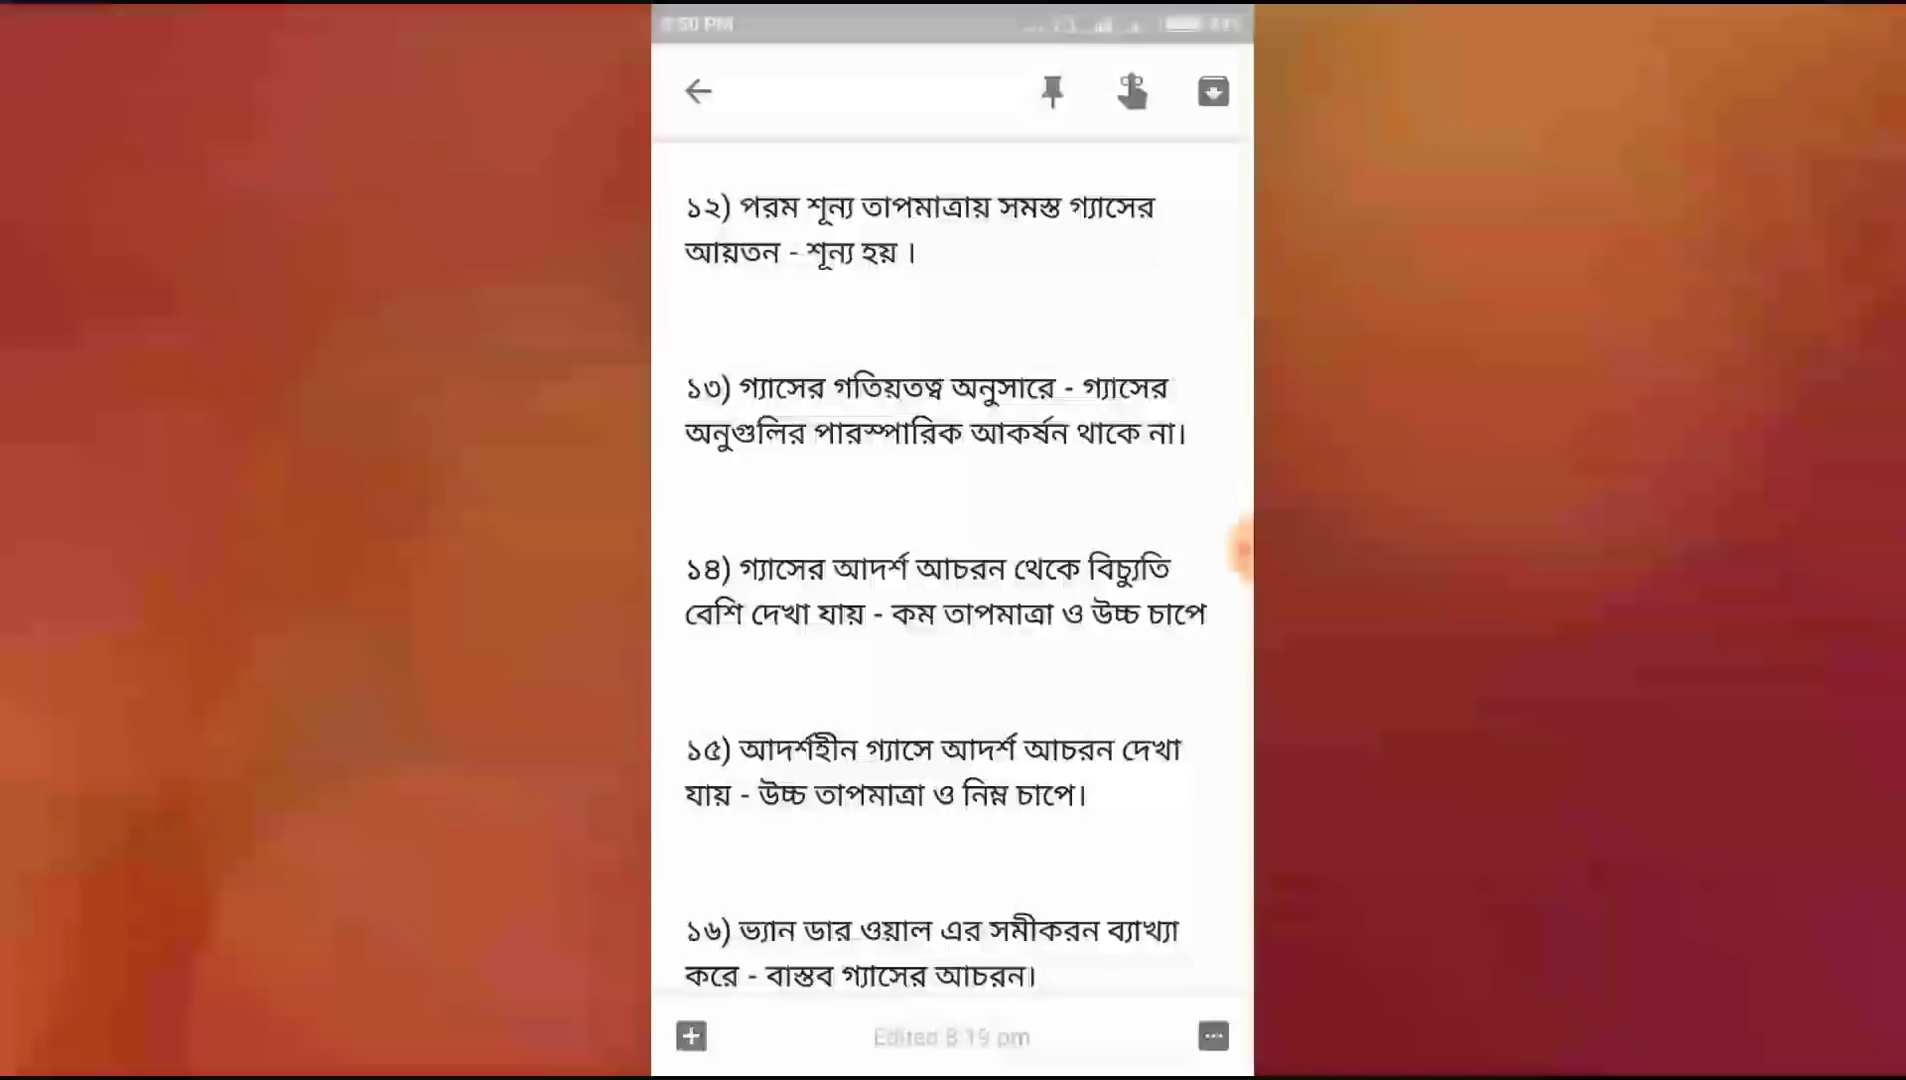 ১২) পরম শূন্য তাপমাত্রায় সমস্ত গ্যাসের
আয়তন - শূন্য হয় ।
১৩) গ্যাসের গতিয়তত্ব অনুসারে - গ্যাসের
অনুগুলির পারস্পারিক আকর্ষন থাকে না।
১৪) গ্যাসের আদর্শ আচরন থেকে বিচ্যুতি
বেশি দেখা যায় - কম তাপমাত্রা ও উচ্চ চাপে
১৫) আদর্শহীন গ্যাসে আদর্শ আচরন দেখা
যায় - উচ্চ তাপমাত্রা ও নিম্ন চাপে।
১৬) ভ্যান ডার ওয়াল এর সমীকরন ব্যাখ্যা
করে - বাস্তব গ্যাসের আচরন।
Edited 8:19 pm